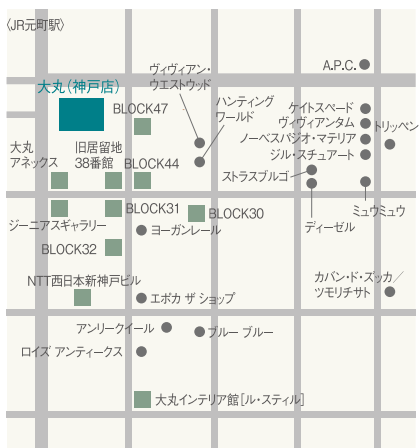 〈JR元町駅〉
A.P.C.
ヴィヴィアン・
ウエストウッド
大丸(神戸店)
ハンティング
ワールド
ケイトスペード
BLOCK47
ヴィヴィアンタム
トリッペン
ノーベスパジオ・マテリア
大丸
アネックス
旧居留地
38番館
BLOCK44
ジル・スチュアート
ストラスブルゴ
ミュウミュウ
ディーゼル
ジーニアスギャラリー
BLOCK31
BLOCK30
ヨーガンレール
BLOCK32
NTT西日本新神戸ビル
カバン・ド・ズッカ/
ツモリチサト
エポカ ザ ショップ
アンリークイール
ブルー ブルー
ロイズ アンティークス
大丸インテリア館[ル・スティル]